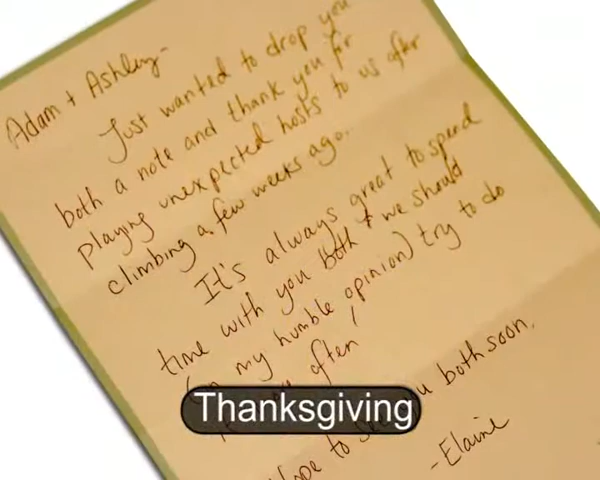 Adam + Ashley-
Just wanted to drop you
both a note and thank you for
playing unexpected hosts to us after
climbing a few weeks ago.
It's always great to spend
time with you both & we should
my humble opinion) try to do
often!
to both soon,
-Elaine
Thanksgiving